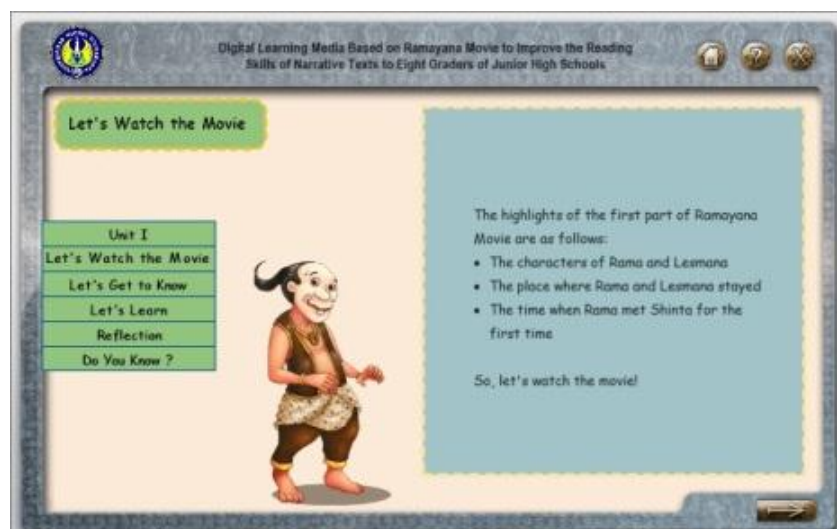 Digital Learning Media Based on Ramayana Movie to Improve the Reading
Skills of Narrative Texts to Eight Graders of Junior High Schools
Let's Watch the Movie
Unit I
Let's Watch the Movie
Let's Get to Know
Let's Learn
Reflection
Do You Know ?
The highlights of the first part of Ramayana
Movie are as follows:
• The characters of Rama and Lesmana
• The place where Rama and Lesmana stayed
• The time when Rama met Shinta for the
first time
So, let's watch the movie!